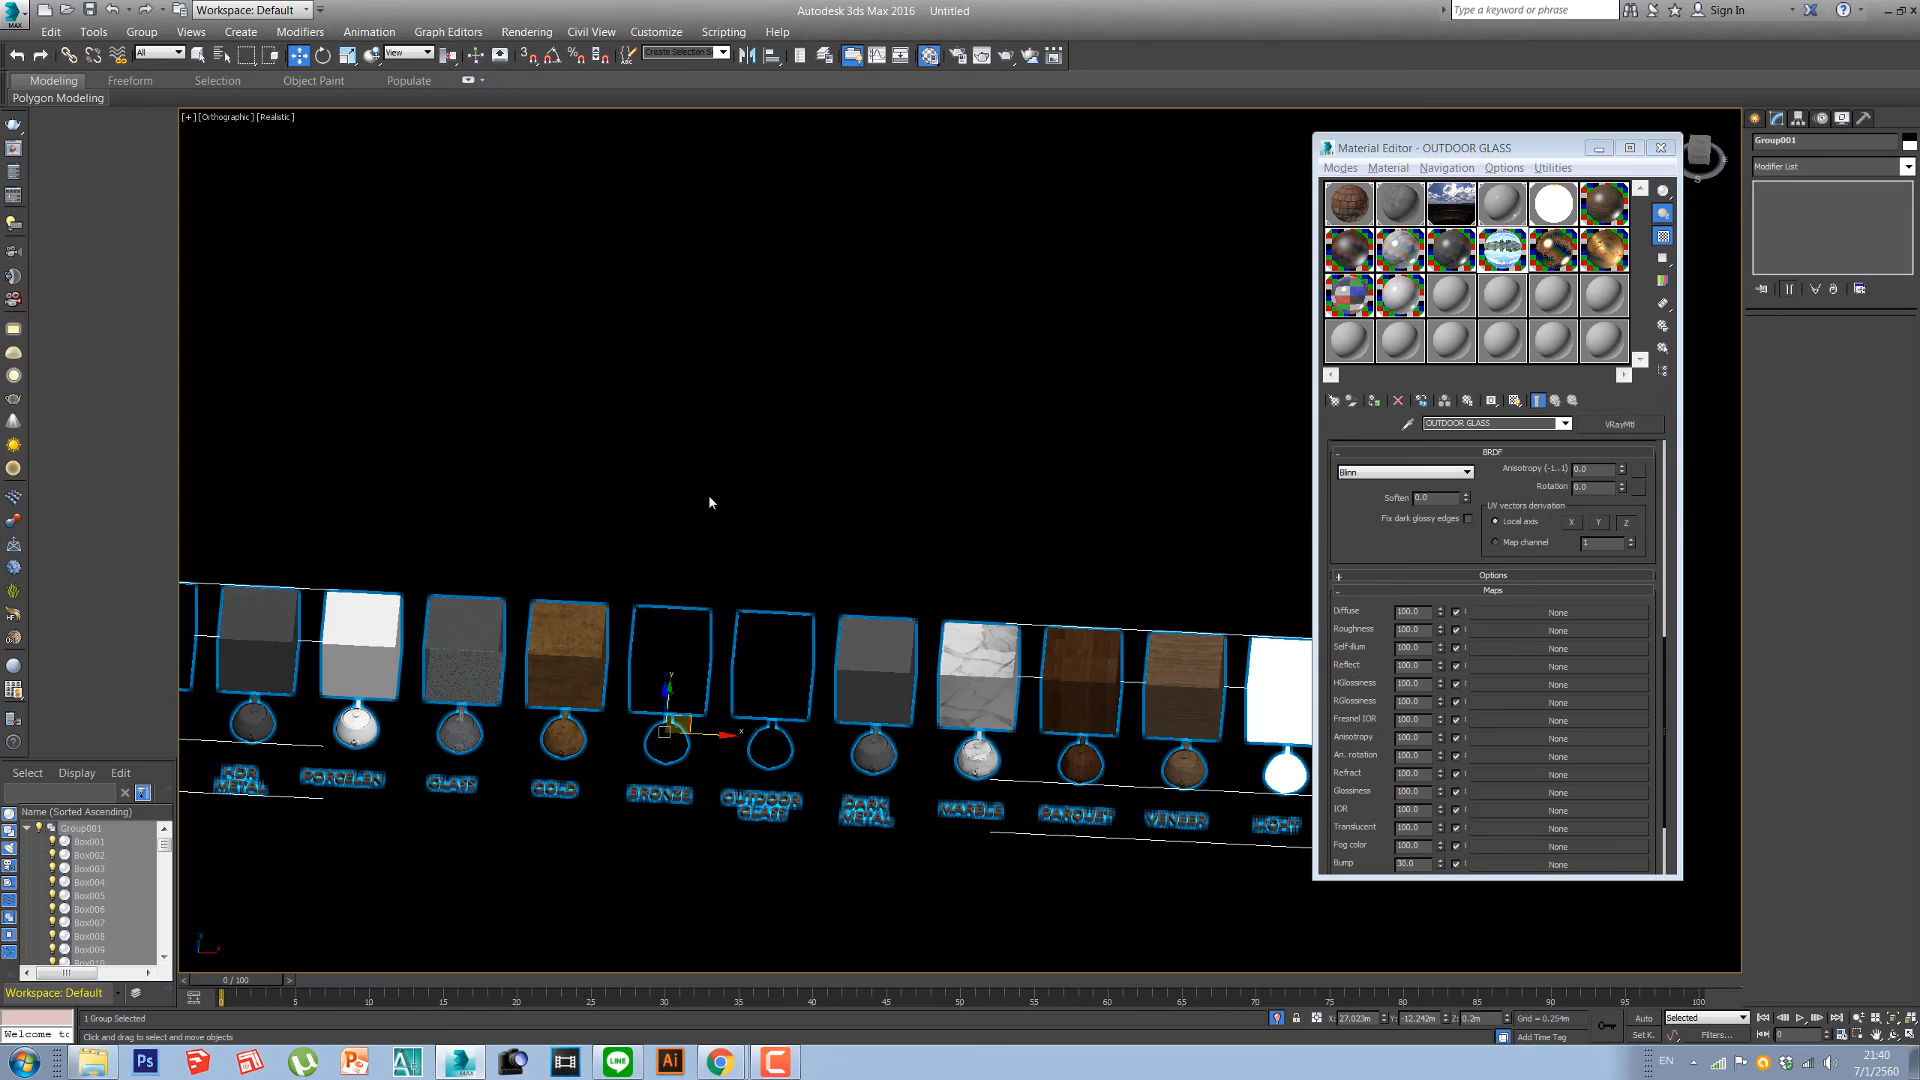 Workspace: Default
Autodesk 3ds Max 2016 Untitled
Type a keyword or phrase
Sign In
MAX
Edit Tools Group Views Create Modifiers Animation Graph Editors Rendering Civil View Customize Scripting Help
All
View
Create Selection S
Modeling Freeform Selection Object Paint Populate
Polygon Modeling
[+] [Orthographic] [Realistic]
Material Editor - OUTDOOR GLASS
Modes Material Navigation Options Utilities
OUTDOOR GLASS
VRayMtl
BRDF
Blinn
Anisotropy (-1..1) 0.0
Rotation 0.0
Soften 0.0
Fix dark glossy edges
UV vectors derivation
Local axis X Y Z
Map channel 1
Options
Maps
Diffuse 100.0 None
Roughness 100.0 None
Self-illum 100.0 None
Reflect 100.0 None
HGlossiness 100.0 None
RGlossiness 100.0 None
Fresnel IOR 100.0 None
Anisotropy 100.0 None
An. rotation 100.0 None
Refract 100.0 None
Glossiness 100.0 None
IOR 100.0 None
Translucent 100.0 None
Fog color 100.0 None
Bump 30.0 None
Group001
Modifier List
METAL
PORCELEN
GLASS
GOLD
BRONZE
OUTDOOR
GLASS
DARK
METAL
MARBLE
PARQUET
VENEER
Select Display Edit
Name (Sorted Ascending)
Group001
Box001
Box002
Box003
Box004
Box005
Box006
Box007
Box008
Box009
Box010
Workspace: Default
0 / 100
0 5 10 15 20 25 30 35 40 45 50 55 60 65 70 75 80 85 90 95 100
1 Group Selected
Welcome to
Click and drag to select and move objects
X: 27.023m Y: -12.242m Z: 0.2m Grid = 0.254m
Add Time Tag
Auto Selected
Set K. Filters...
0
EN
21:40
7/1/2560